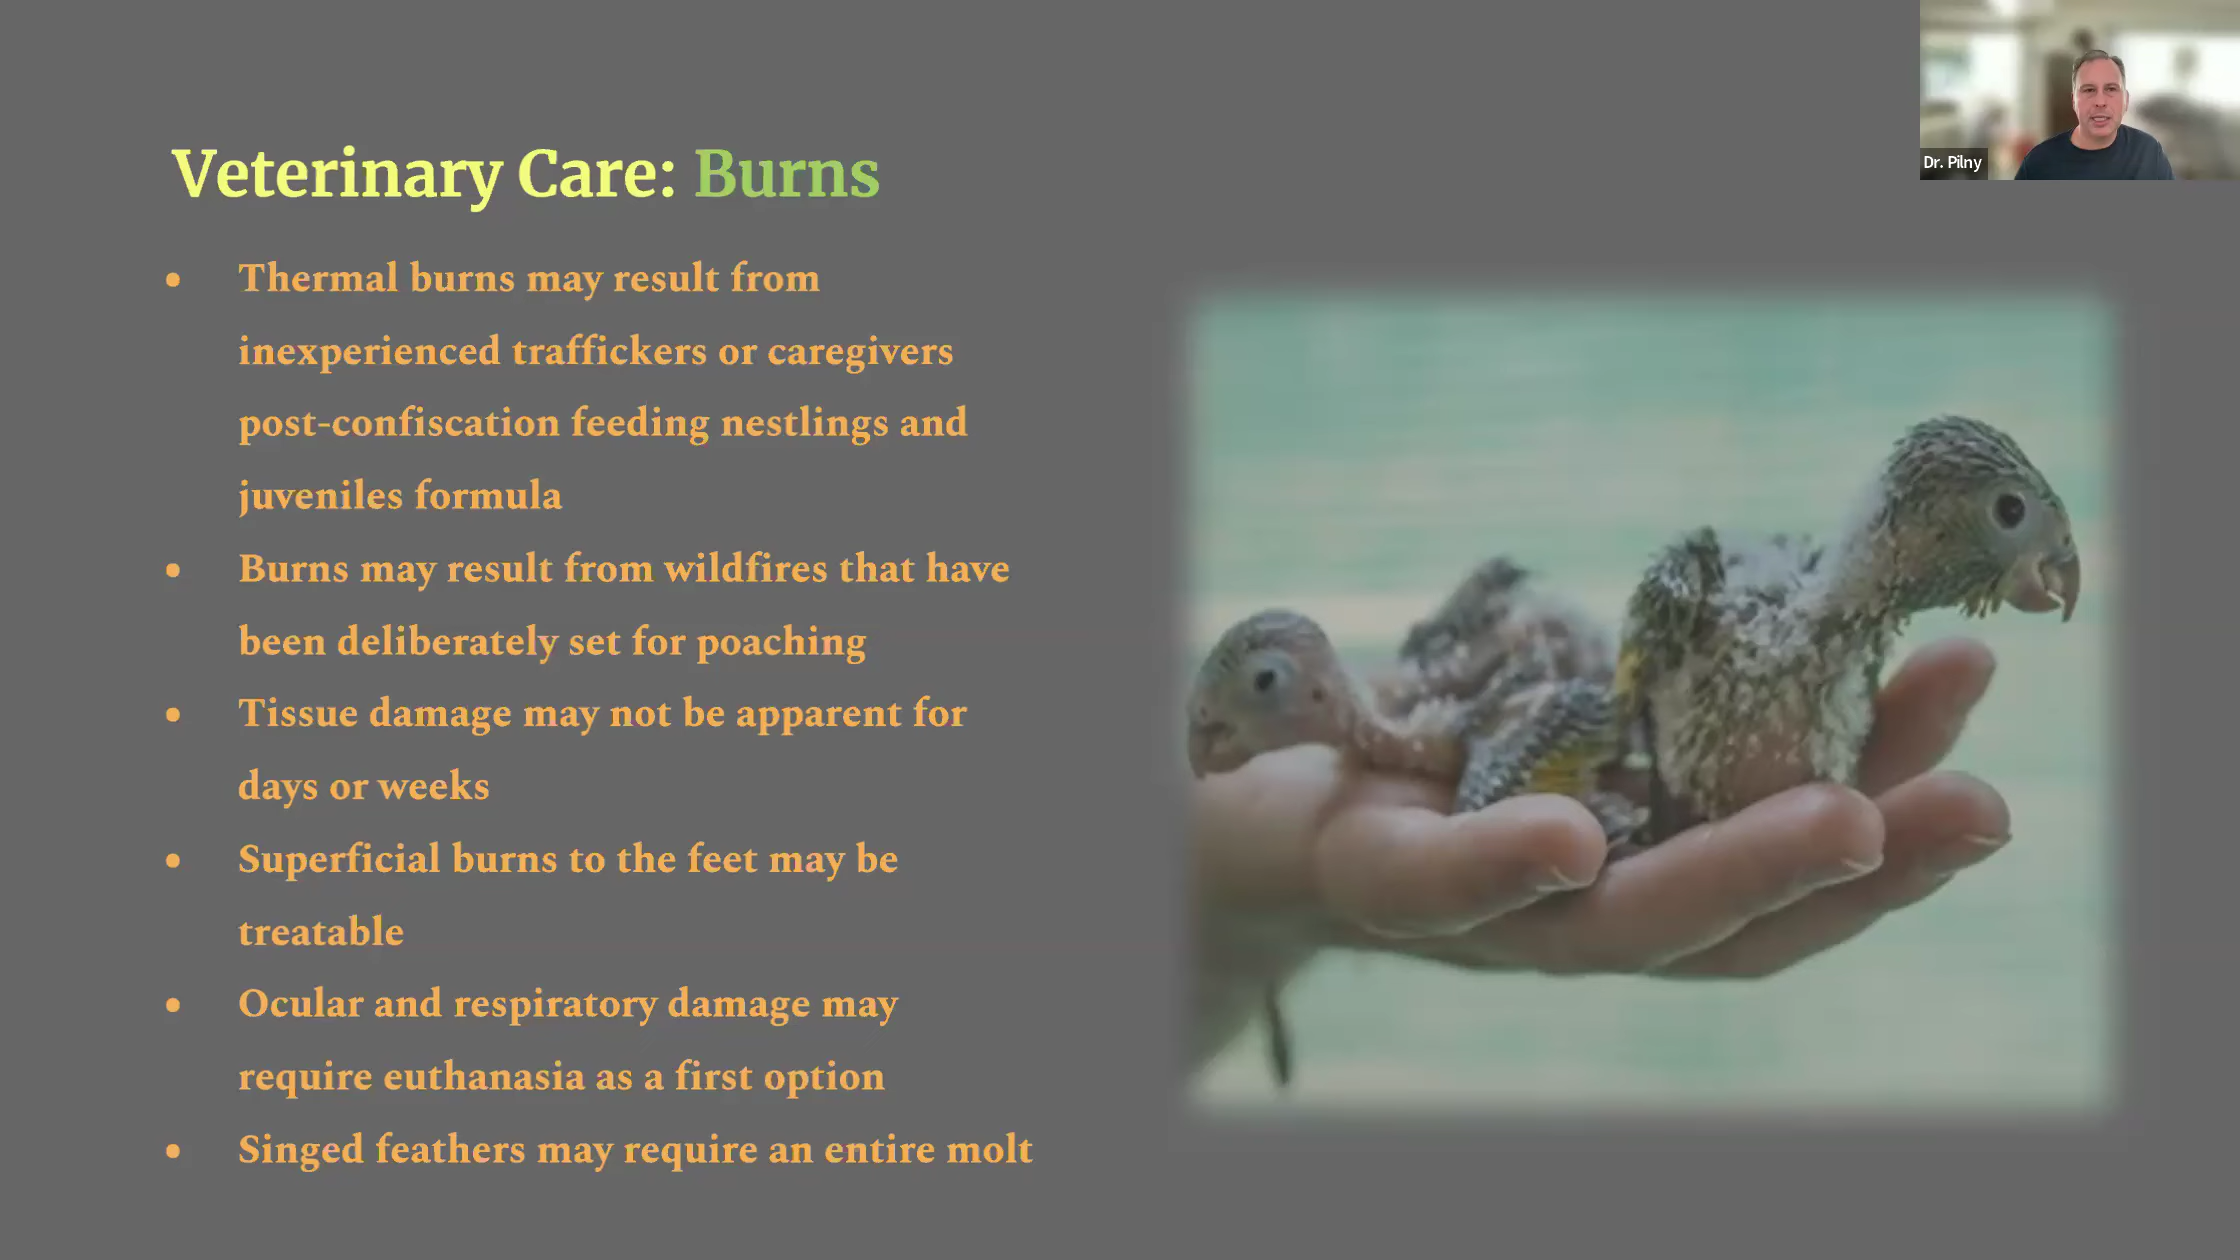 Dr. Pilny
Veterinary Care: Burns
• Thermal burns may result from
inexperienced traffickers or caregivers
post-confiscation feeding nestlings and
juveniles formula
• Burns may result from wildfires that have
been deliberately set for poaching
• Tissue damage may not be apparent for
days or weeks
• Superficial burns to the feet may be
treatable
• Ocular and respiratory damage may
require euthanasia as a first option
• Singed feathers may require an entire molt